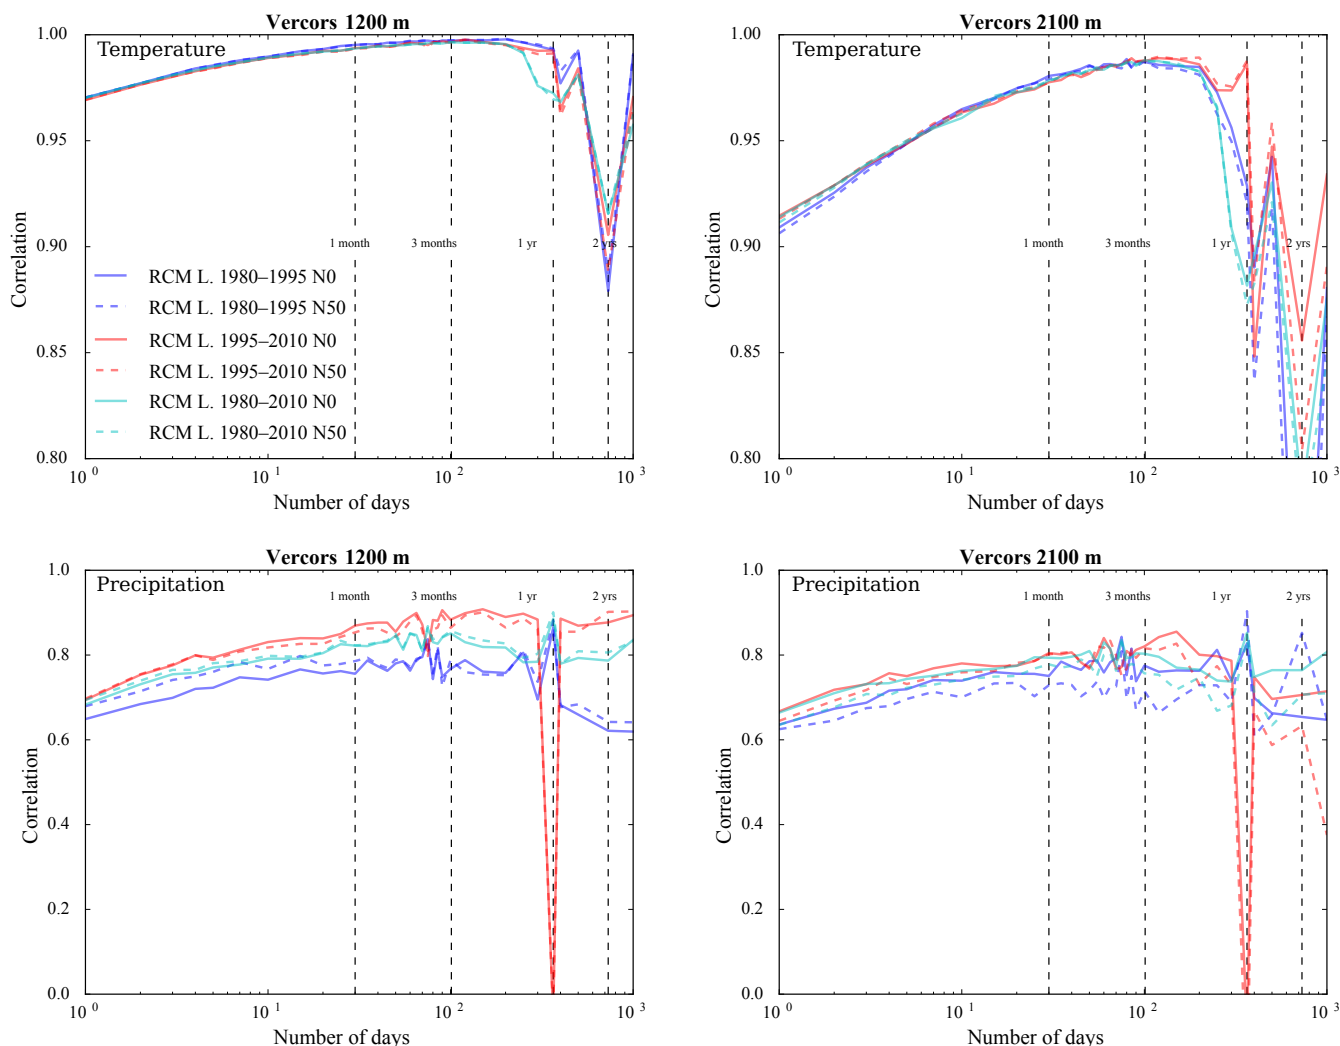 Vercors 1200 m
Temperature
1.00
0.95
0.90
0.85
0.80
Correlation
1 month
3 months
1 yr
2 yrs
RCM L. 1980–1995 N0
RCM L. 1980–1995 N50
RCM L. 1995–2010 N0
RCM L. 1995–2010 N50
RCM L. 1980–2010 N0
RCM L. 1980–2010 N50
10^0 10^1 10^2 10^3
Number of days
Vercors 2100 m
Temperature
1.00
0.95
0.90
0.85
0.80
Correlation
1 month
3 months
1 yr
2 yrs
10^0 10^1 10^2 10^3
Number of days
Vercors 1200 m
Precipitation
1.0
0.8
0.6
0.4
0.2
0.0
Correlation
1 month
3 months
1 yr
2 yrs
10^0 10^1 10^2 10^3
Number of days
Vercors 2100 m
Precipitation
1.0
0.8
0.6
0.4
0.2
0.0
Correlation
1 month
3 months
1 yr
2 yrs
10^0 10^1 10^2 10^3
Number of days